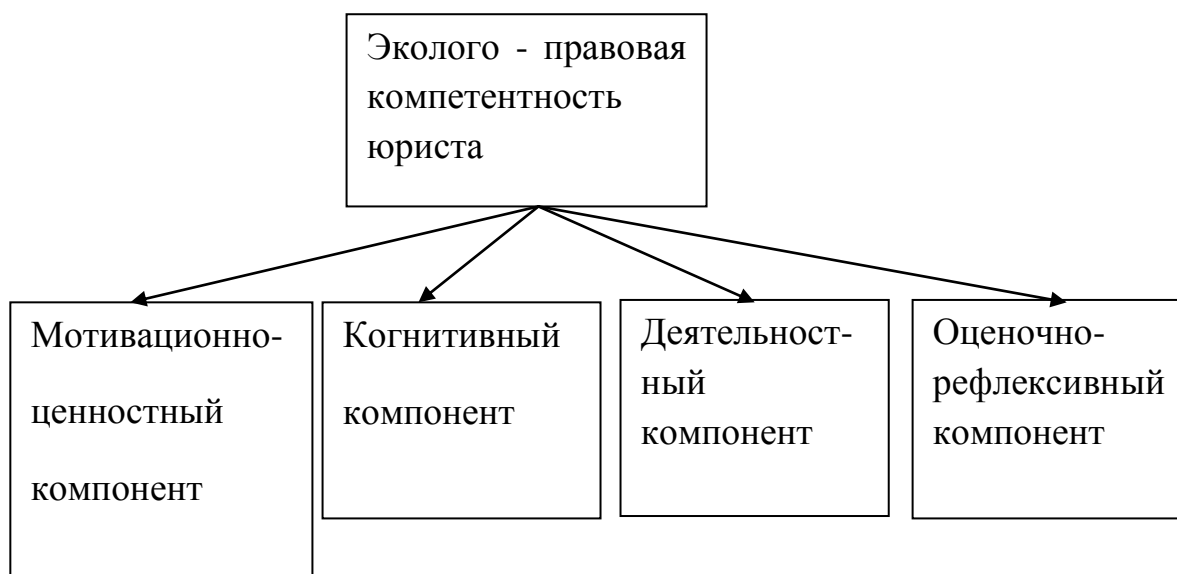 Эколого - правовая
компетентность
юриста
Мотивационно-
ценностный
компонент
Когнитивный
компонент
Деятельност-
ный
компонент
Оценочно-
рефлексивный
компонент